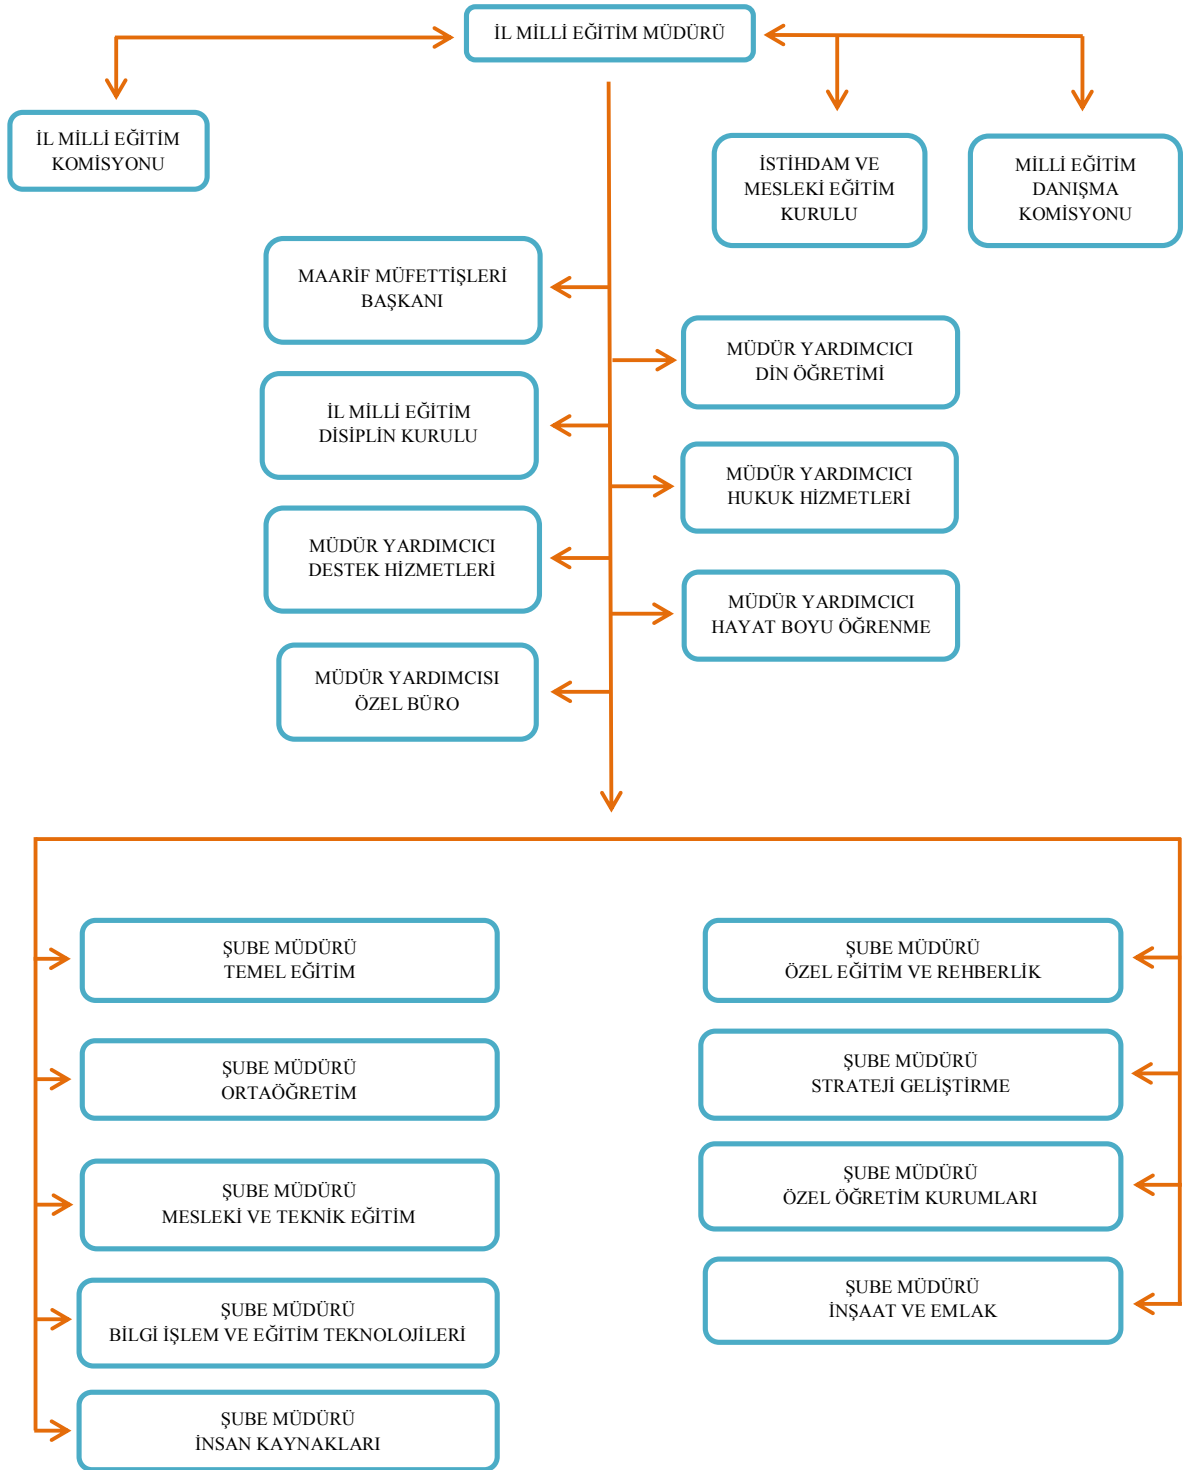 İL MİLLİ EĞİTİM MÜDÜRÜ
İL MİLLİ EĞİTİM
KOMİSYONU
İSTİHDAM VE
MESLEKİ EĞİTİM
KURULU
MİLLİ EĞİTİM
DANIŞMA
KOMİSYONU
MAARİF MÜFETTİŞLERİ
BAŞKANI
MÜDÜR YARDIMCICI
DİN ÖĞRETİMİ
İL MİLLİ EĞİTİM
DİSİPLİN KURULU
MÜDÜR YARDIMCICI
HUKUK HİZMETLERİ
MÜDÜR YARDIMCICI
DESTEK HİZMETLERİ
MÜDÜR YARDIMCICI
HAYAT BOYU ÖĞRENME
MÜDÜR YARDIMCISI
ÖZEL BÜRO
ŞUBE MÜDÜRÜ
TEMEL EĞİTİM
ŞUBE MÜDÜRÜ
ORTAÖĞRETİM
ŞUBE MÜDÜRÜ
MESLEKİ VE TEKNİK EĞİTİM
ŞUBE MÜDÜRÜ
BİLGİ İŞLEM VE EĞİTİM TEKNOLOJİLERİ
ŞUBE MÜDÜRÜ
İNSAN KAYNAKLARI
ŞUBE MÜDÜRÜ
ÖZEL EĞİTİM VE REHBERLİK
ŞUBE MÜDÜRÜ
STRATEJİ GELİŞTİRME
ŞUBE MÜDÜRÜ
ÖZEL ÖĞRETİM KURUMLARI
ŞUBE MÜDÜRÜ
İNŞAAT VE EMLAK